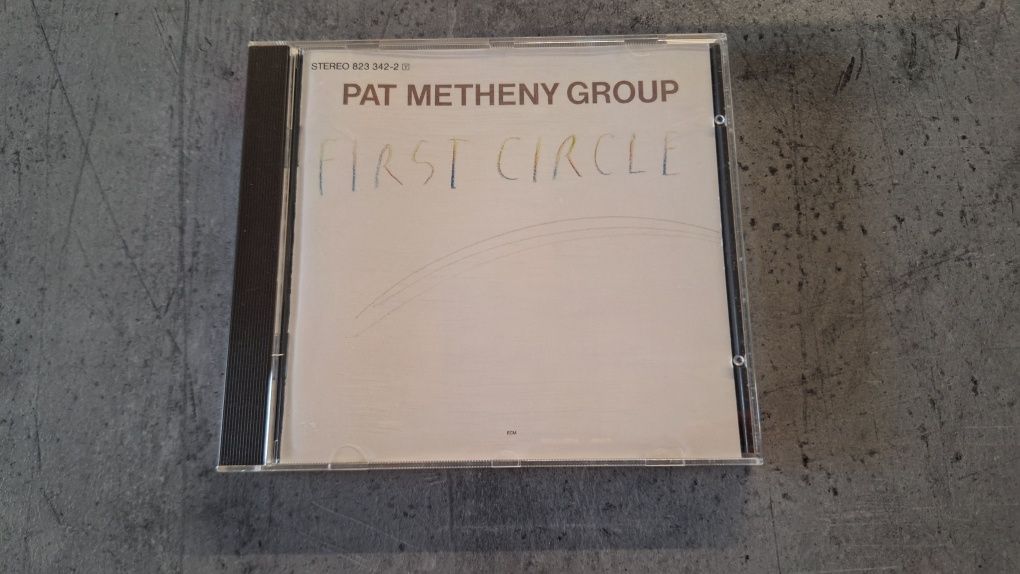 STEREO 823 342-2 Y
PAT METHENY GROUP
FIRST CIRCLE
ECM